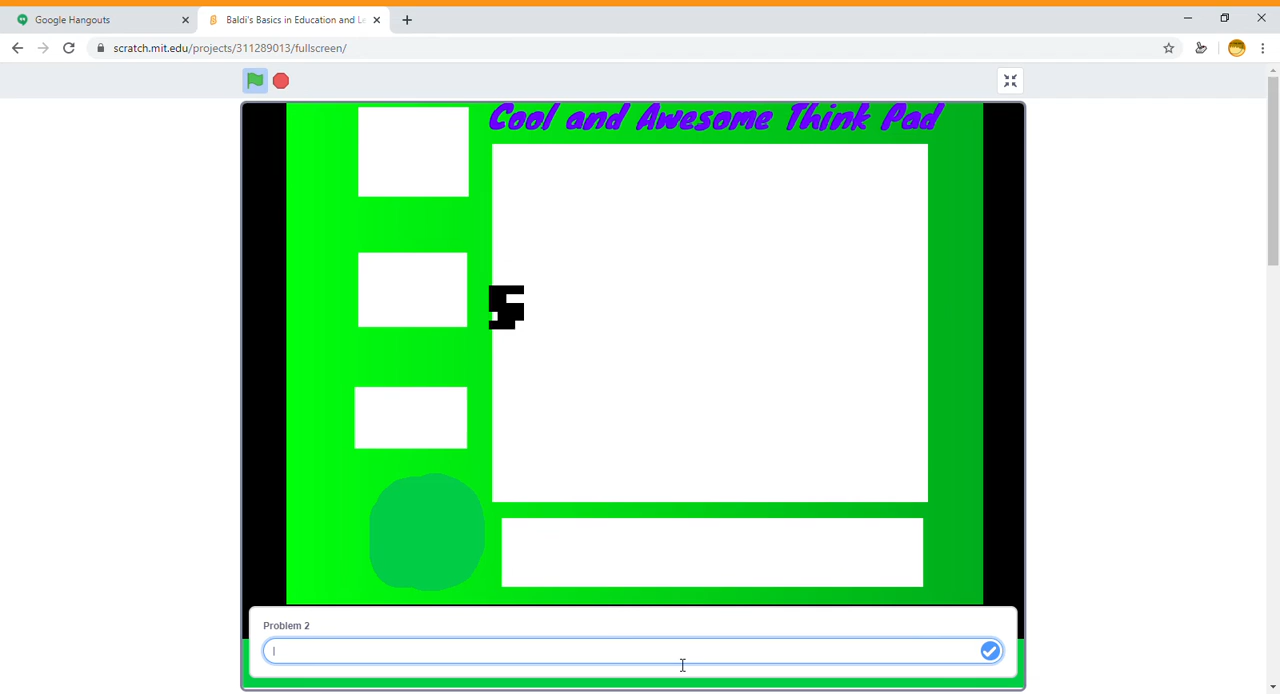 Google Hangouts
Baldi's Basics in Education and Le
scratch.mit.edu/projects/311289013/fullscreen/
Cool and Awesome Think Pad
5
Problem 2